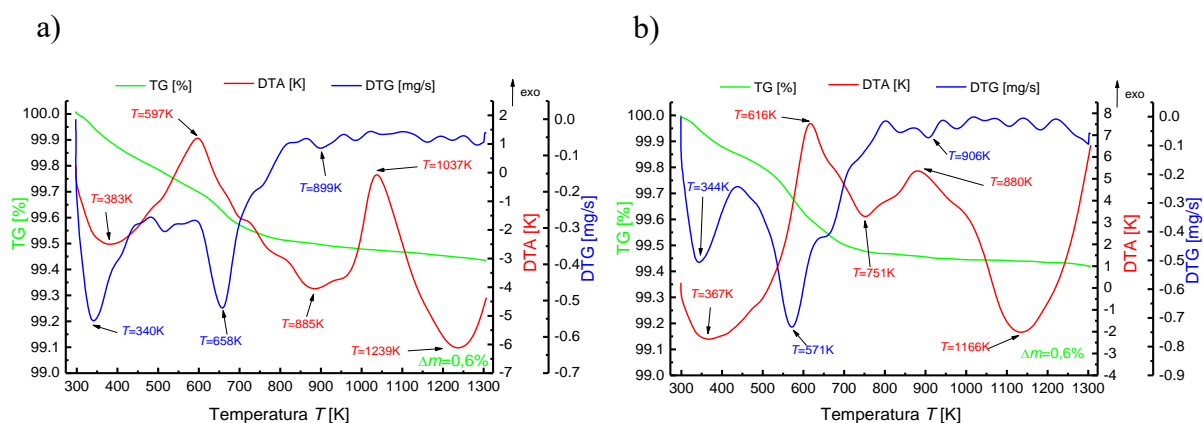 a)
TG [%] DTA [K] DTG [mg/s] exo
T=597K
T=383K
T=1037K
T=899K
T=340K
T=658K
T=885K
T=1239K
Δm=0,6%
100.0
99.9
99.8
99.7
99.6
99.5
99.4
99.3
99.2
99.1
99.0
TG [%]
2
1
0
-1
-2
-3
-4
-5
-6
-7
DTA [K]
0.0
-0.1
-0.2
-0.3
-0.4
-0.5
-0.6
-0.7
DTG [mg/s]
300 400 500 600 700 800 900 1000 1100 1200 1300
Temperatura T [K]
b)
TG [%] DTA [K] DTG [mg/s] exo
T=616K
T=906K
T=344K
T=880K
T=751K
T=367K
T=571K
T=1166K
Δm=0,6%
100.0
99.9
99.8
99.7
99.6
99.5
99.4
99.3
99.2
99.1
99.0
TG [%]
8
7
6
5
4
3
2
1
0
-1
-2
-3
-4
DTA [K]
0.0
-0.1
-0.2
-0.3
-0.4
-0.5
-0.6
-0.7
-0.8
-0.9
DTG [mg/s]
300 400 500 600 700 800 900 1000 1100 1200 1300
Temperatura T [K]